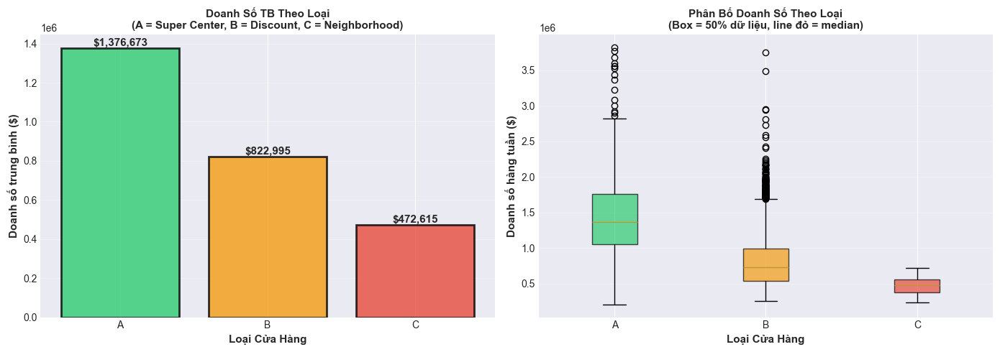 Doanh Số TB Theo Loại
(A = Super Center, B = Discount, C = Neighborhood)
1e6
1.4
1.2
1.0
0.8
0.6
0.4
0.2
0.0
Doanh số trung bình ($)
$1,376,673
$822,995
$472,615
A
B
C
Loại Cửa Hàng
Phân Bố Doanh Số Theo Loại
(Box = 50% dữ liệu, line đỏ = median)
1e6
3.5
3.0
2.5
2.0
1.5
1.0
0.5
Doanh số hàng tuần ($)
A
B
C
Loại Cửa Hàng